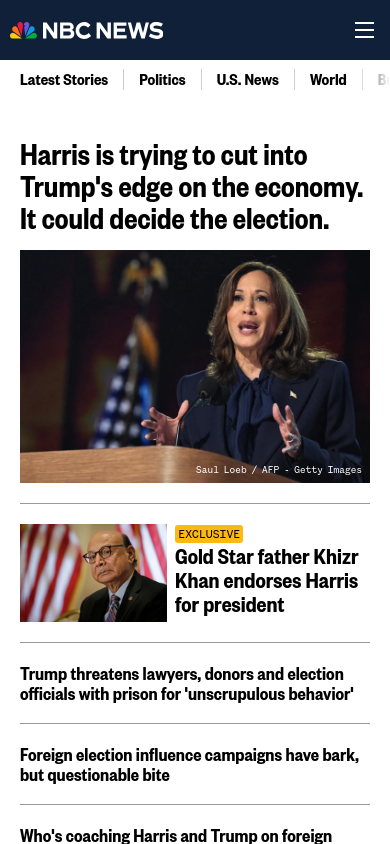 NBC NEWS
Latest Stories
Politics
U.S. News
World
Harris is trying to cut into
Trump's edge on the economy.
It could decide the election.
Saul Loeb / AFP - Getty Images
EXCLUSIVE
Gold Star father Khizr
Khan endorses Harris
for president
Trump threatens lawyers, donors and election
officials with prison for 'unscrupulous behavior'
Foreign election influence campaigns have bark,
but questionable bite
Who's coaching Harris and Trump on foreign